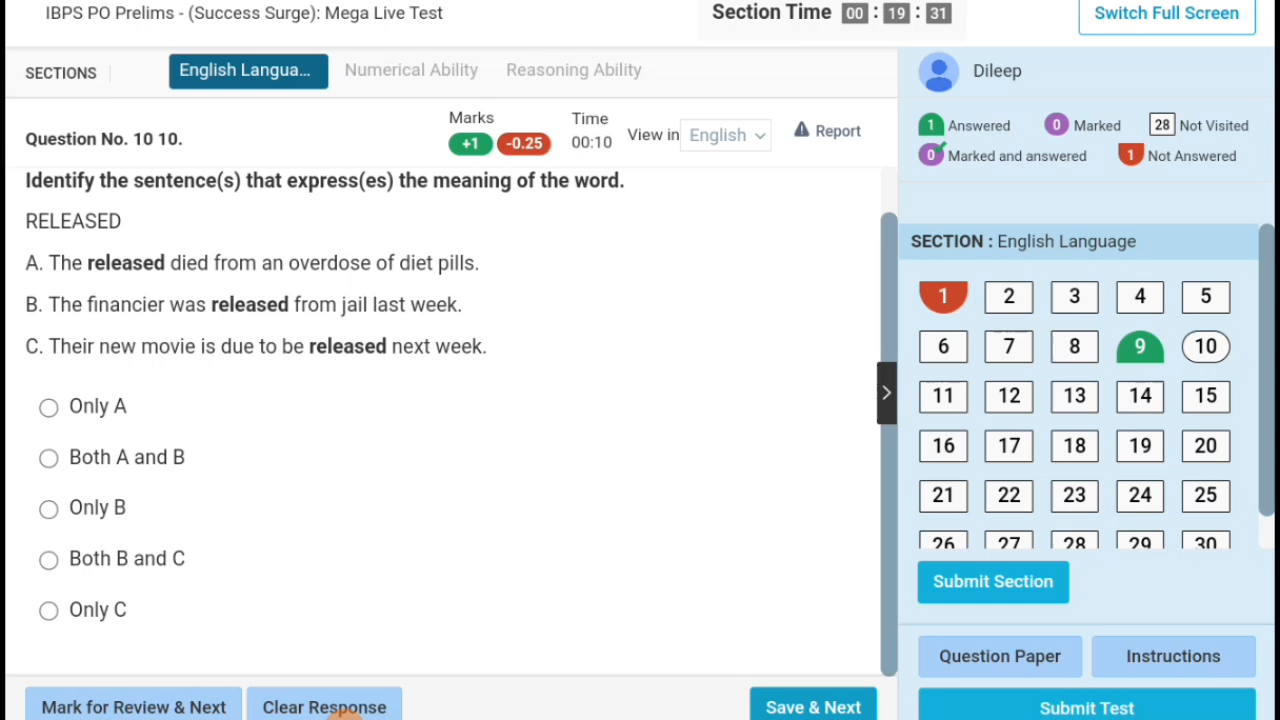 IBPS PO Prelims - (Success Surge): Mega Live Test
Section Time 00 : 19 : 31
Switch Full Screen
SECTIONS
English Langua...
Numerical Ability
Reasoning Ability
Dileep
Question No. 10 10.
Marks
+1 -0.25
Time
00:10
View in English
Report
1 Answered
0 Marked
28 Not Visited
0 Marked and answered
1 Not Answered
Identify the sentence(s) that express(es) the meaning of the word.
RELEASED
A. The released died from an overdose of diet pills.
B. The financier was released from jail last week.
C. Their new movie is due to be released next week.
Only A
Both A and B
Only B
Both B and C
Only C
SECTION : English Language
1 2 3 4 5
6 7 8 9 10
11 12 13 14 15
16 17 18 19 20
21 22 23 24 25
26 27 28 29 30
Submit Section
Question Paper
Instructions
Mark for Review & Next
Clear Response
Save & Next
Submit Test